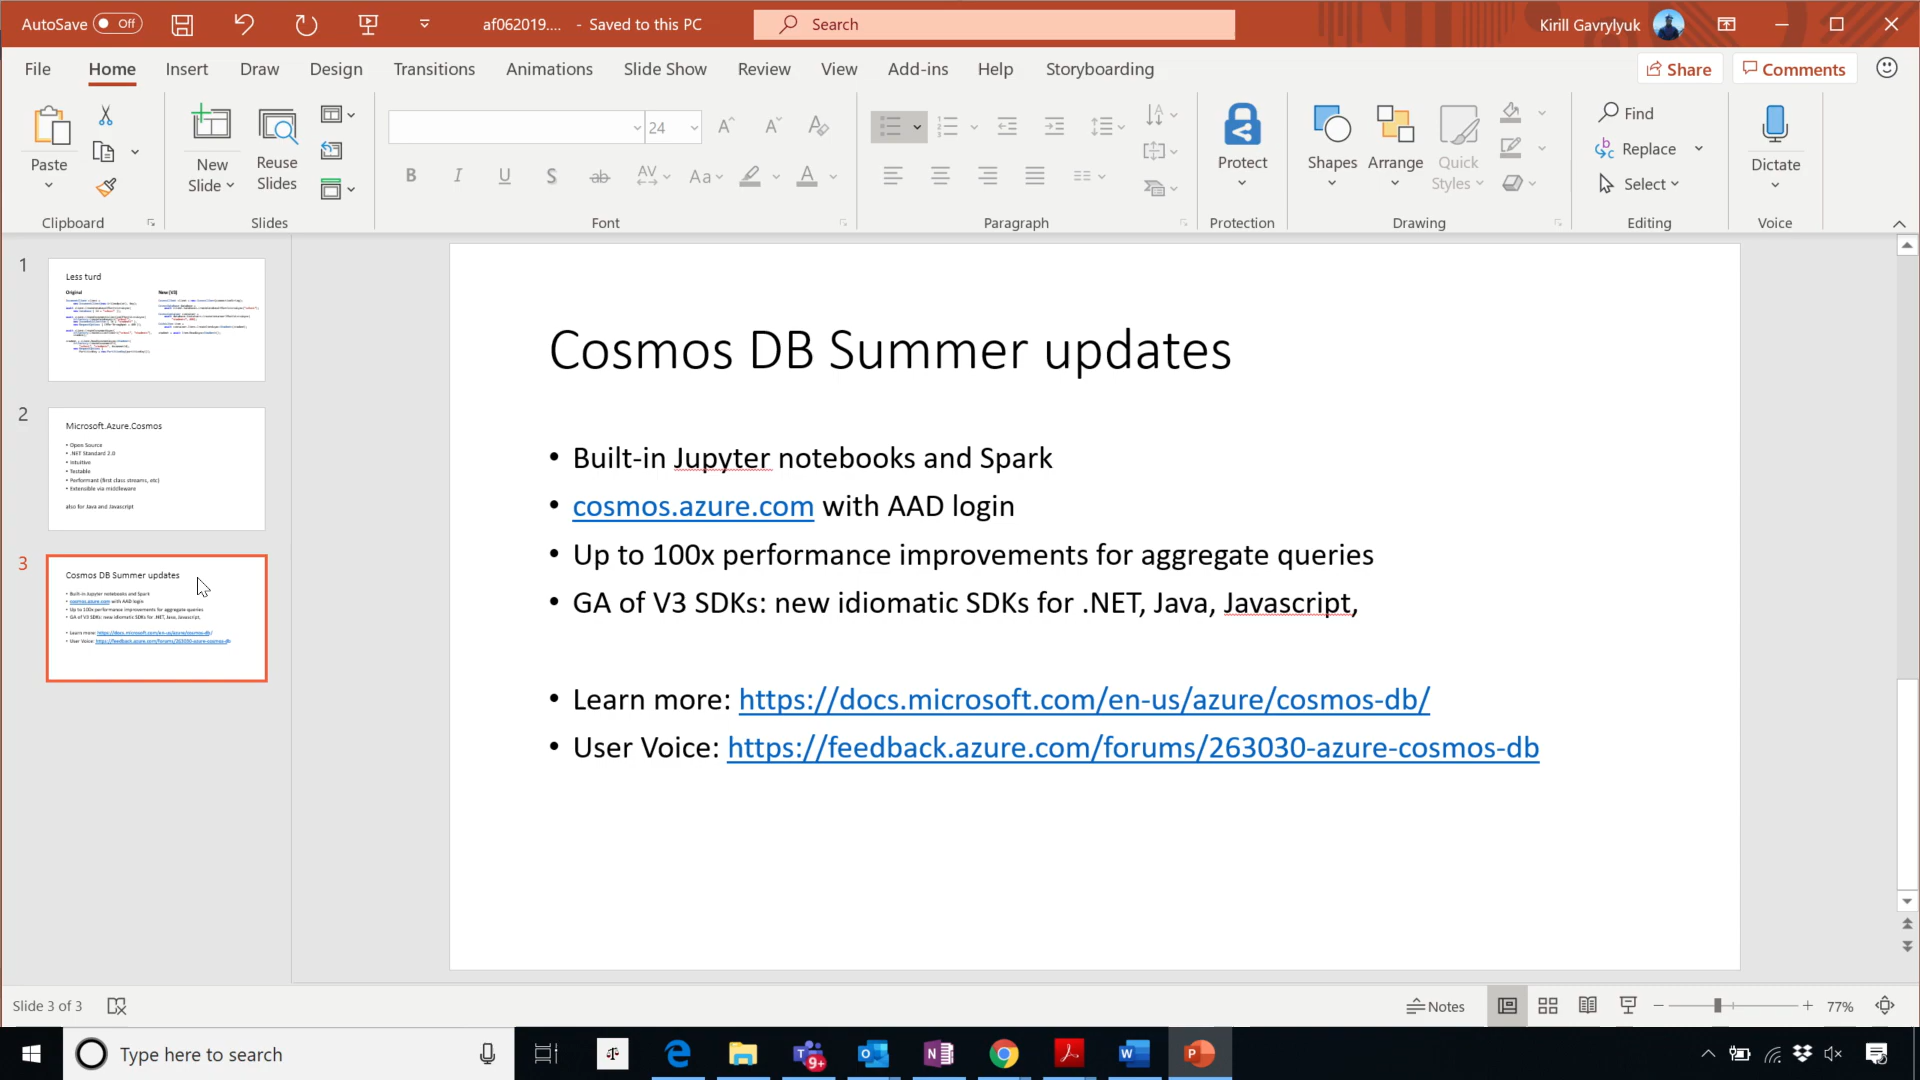 AutoSave Off af062019.... - Saved to this PC Search Kirill Gavrylyuk
File Home Insert Draw Design Transitions Animations Slide Show Review View Add-ins Help Storyboarding Share Comments
Paste New Slide Reuse Slides 24 B I U S ab AV Aa A Protect Shapes Arrange Quick Styles Find Replace Select Dictate
Clipboard Slides Font Paragraph Protection Drawing Editing Voice
1
Less turd
Original New (V3)
2
Microsoft.Azure.Cosmos
• Open Source
• .NET Standard 2.0
• Intuitive
• Testable
• Performant (first class streams, etc)
• Extensible via middleware
also for Java and Javascript
3
Cosmos DB Summer updates
• Built-in Jupyter notebooks and Spark
• cosmos.azure.com with AAD login
• Up to 100x performance improvements for aggregate queries
• GA of V3 SDKs: new idiomatic SDKs for .NET, Java, Javascript,
• Learn more: https://docs.microsoft.com/en-us/azure/cosmos-db/
• User Voice: https://feedback.azure.com/forums/263030-azure-cosmos-db
Cosmos DB Summer updates
• Built-in Jupyter notebooks and Spark
• cosmos.azure.com with AAD login
• Up to 100x performance improvements for aggregate queries
• GA of V3 SDKs: new idiomatic SDKs for .NET, Java, Javascript,
• Learn more: https://docs.microsoft.com/en-us/azure/cosmos-db/
• User Voice: https://feedback.azure.com/forums/263030-azure-cosmos-db
Slide 3 of 3 Notes 77%
Type here to search 9+